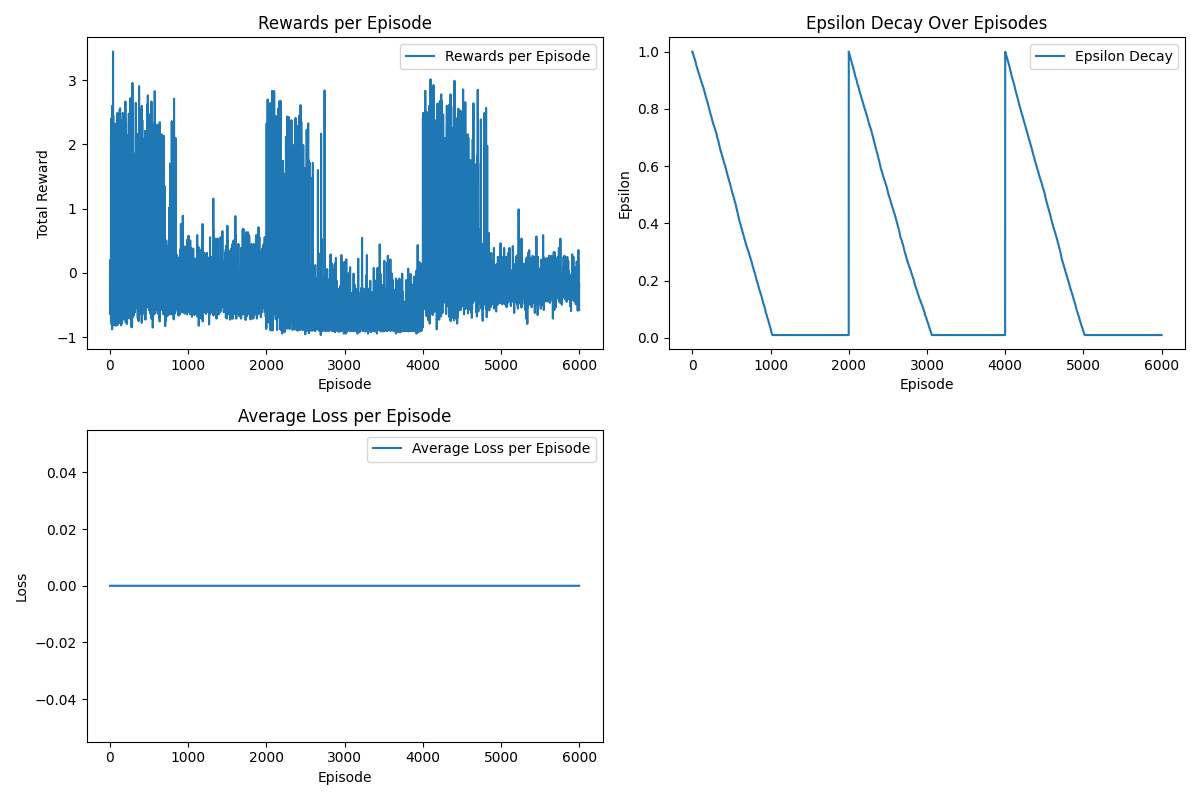 Rewards per Episode
Rewards per Episode
3
2
1
0
−1
Total Reward
0 1000 2000 3000 4000 5000 6000
Episode
Epsilon Decay Over Episodes
Epsilon Decay
1.0
0.8
0.6
0.4
0.2
0.0
Epsilon
0 1000 2000 3000 4000 5000 6000
Episode
Average Loss per Episode
Average Loss per Episode
0.04
0.02
0.00
−0.02
−0.04
Loss
0 1000 2000 3000 4000 5000 6000
Episode